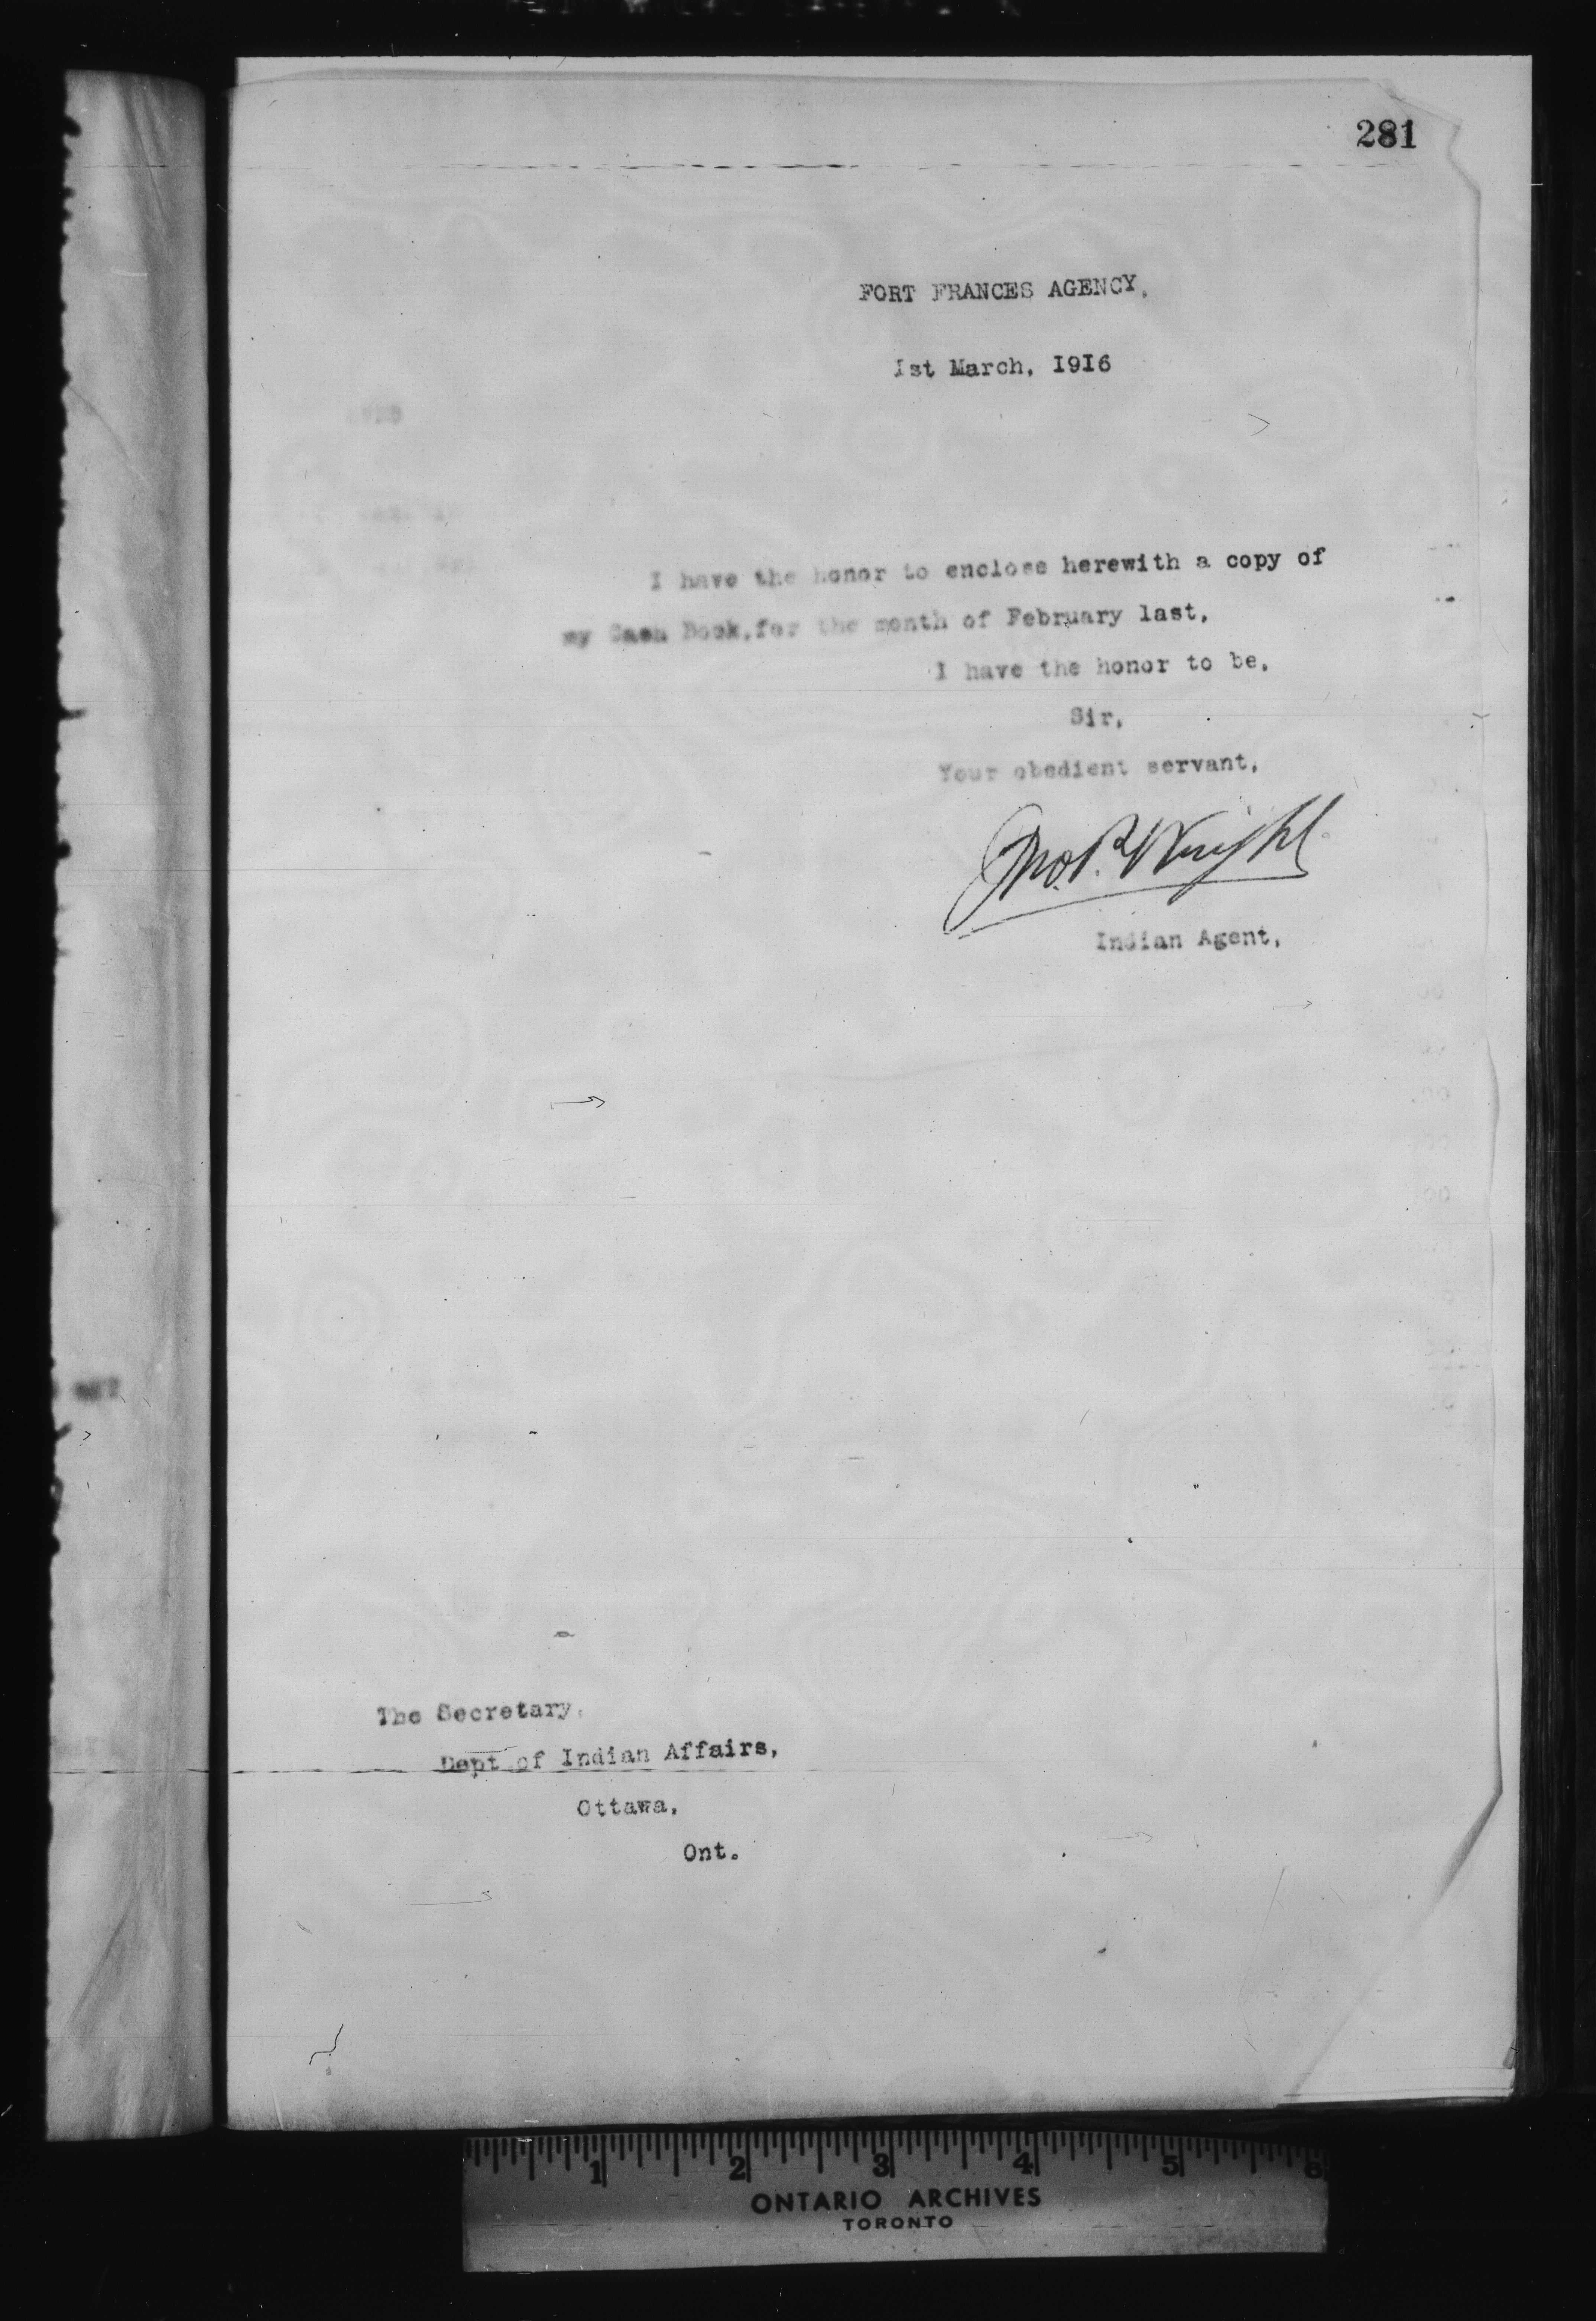 281
FORT FRANCES AGENCY,
1st March, 1916
I have the honor to enclose herewith a copy of
my Cash Book,for the month of February last,
I have the honor to be,
Sir,
Your obedient servant,
Jno. P. Wright
Indian Agent,
The Secretary,
Dept of Indian Affairs,
Ottawa,
Ont.
1 2 3 4 5 6
ONTARIO ARCHIVES
TORONTO